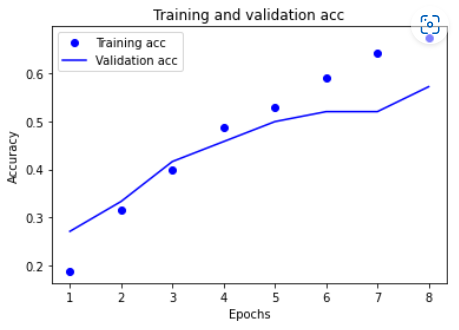 Training and validation acc
Training acc
Validation acc
0.6
0.5
0.4
0.3
0.2
Accuracy
1 2 3 4 5 6 7 8
Epochs